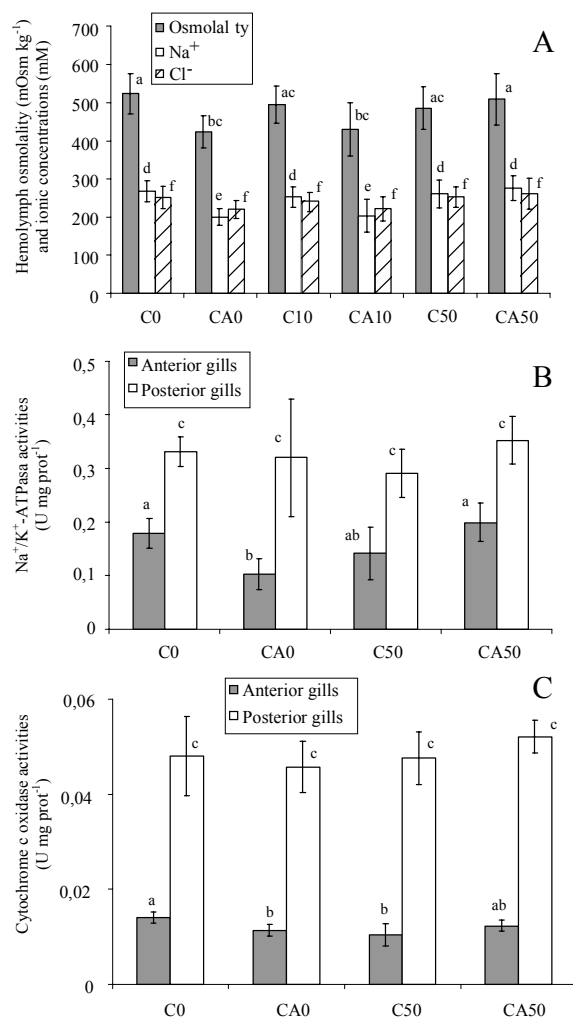 A
Osmolal ty
Na+
Cl-
Hemolymph osmolality (mOsm kg-1)
and ionic concentrations (mM)
700
600
500
400
300
200
100
0
a
d
f
bc
e
f
ac
d
f
bc
e
f
ac
d
f
a
d
f
C0 CA0 C10 CA10 C50 CA50
B
Anterior gills
Posterior gills
Na+/K+-ATPasa activities
(U mg prot-1)
0,5
0,4
0,3
0,2
0,1
0
a
c
b
c
ab
c
a
c
C0 CA0 C50 CA50
C
Anterior gills
Posterior gills
Cytochrome c oxidase activities
(U mg prot-1)
0,06
0,04
0,02
0
a
c
b
c
b
c
ab
c
C0 CA0 C50 CA50